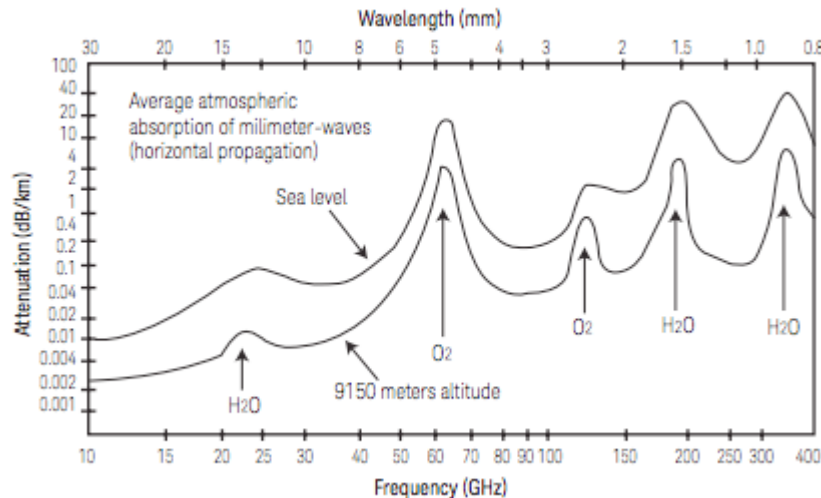 Wavelength (mm)
30 20 15 10 8 6 5 4 3 2 1.5 1.0 0.8
100
40
20
10
4
2
1
0.4
0.2
0.1
0.04
0.02
0.01
0.004
0.002
0.001
Attenuation (dB/km)
Average atmospheric
absorption of milimeter-waves
(horizontal propagation)
Sea level
O2
O2
H2O
H2O
H2O
9150 meters altitude
10 15 20 25 30 40 50 60 70 80 90 100 150 200 250 300 400
Frequency (GHz)